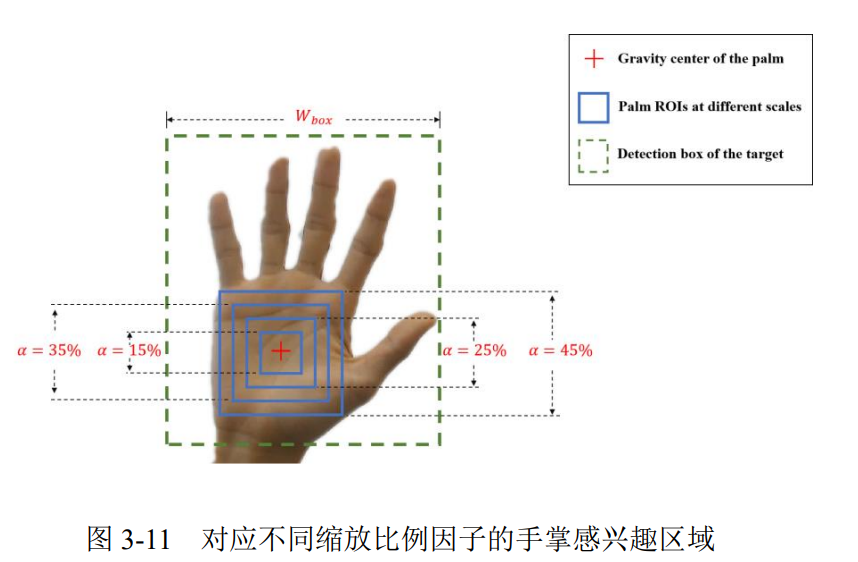 Gravity center of the palm
Palm ROIs at different scales
Detection box of the target
W_box
α = 35%
α = 15%
α = 25%
α = 45%
图 3-11 对应不同缩放比例因子的手掌感兴趣区域